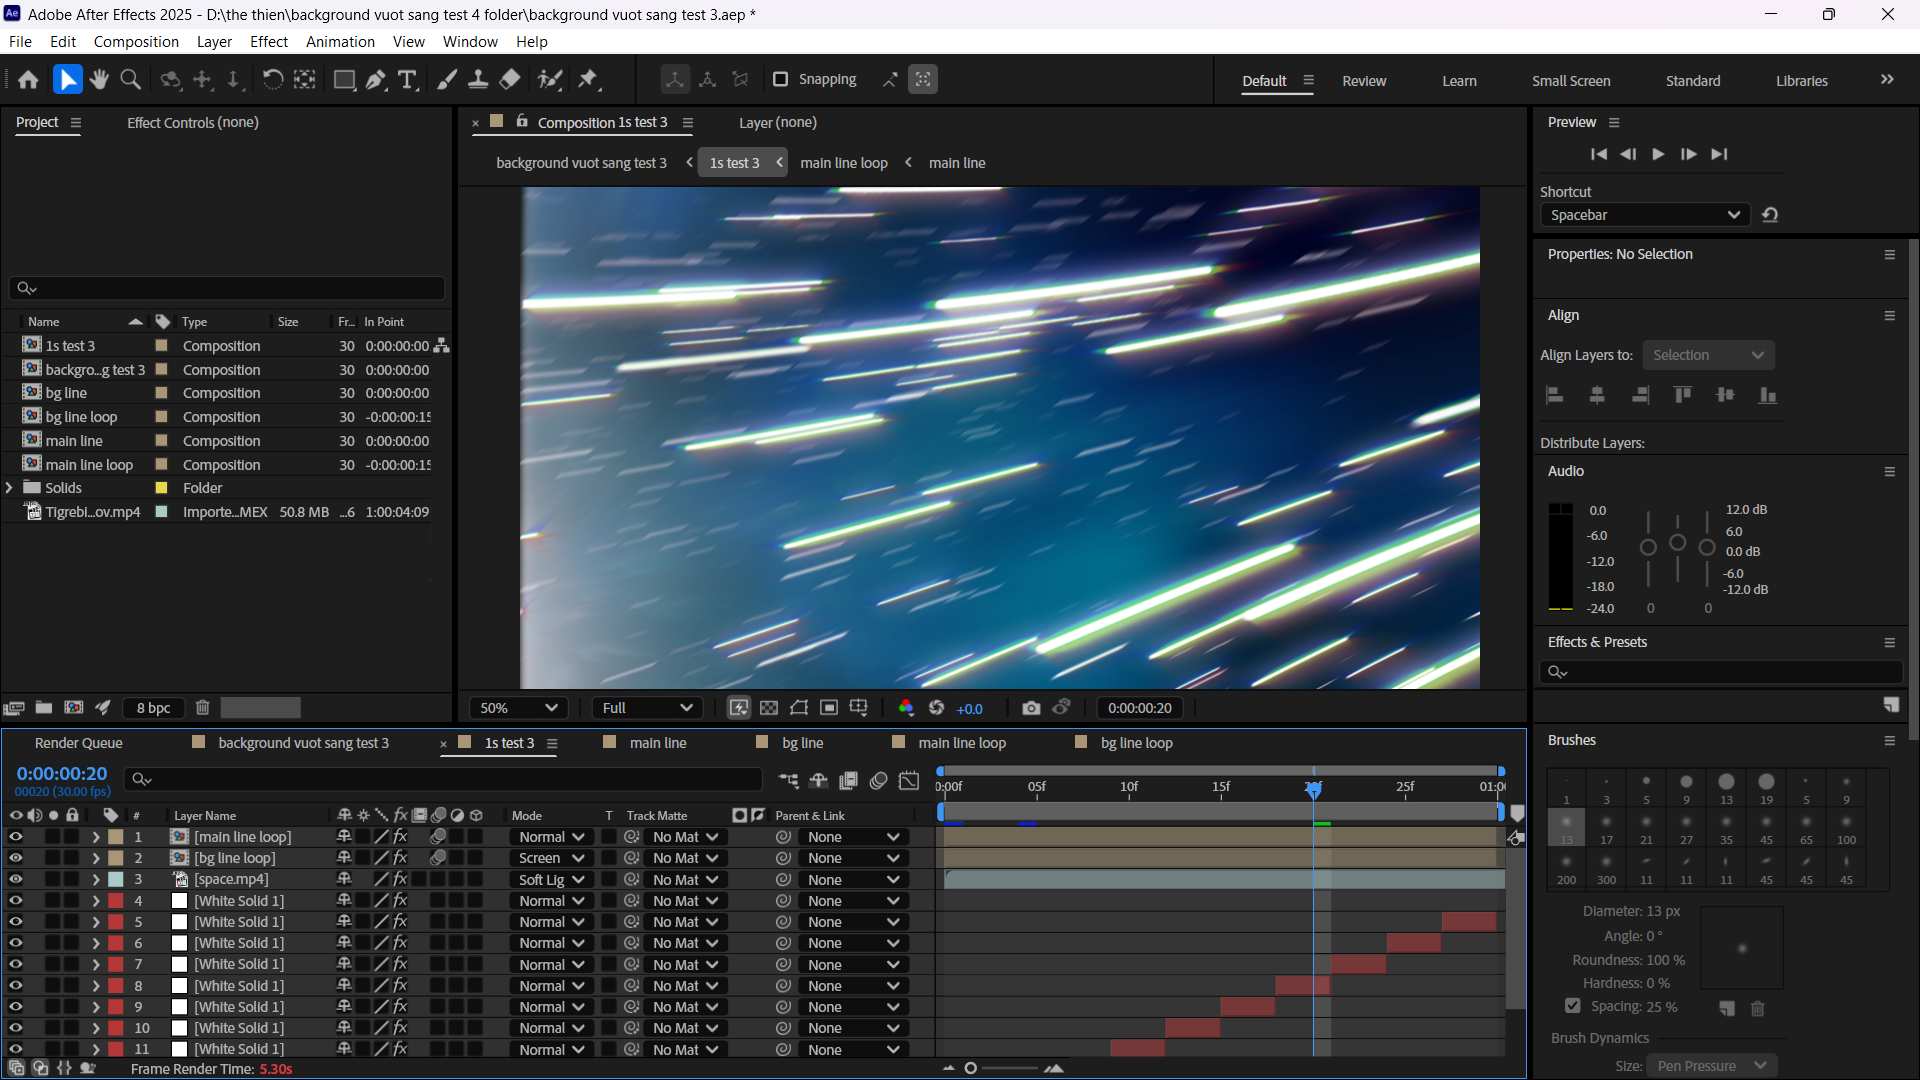 Adobe After Effects 2025 - D:\the thien\background vuot sang test 4 folder\background vuot sang test 3.aep *
File Edit Composition Layer Effect Animation View Window Help
Snapping
Default Review Learn Small Screen Standard Libraries
Project Effect Controls (none)
Composition 1s test 3 Layer (none)
background vuot sang test 3 1s test 3 main line loop main line
Name Type Size Fr... In Point
1s test 3 Composition 30 0:00:00:00
backgro...g test 3 Composition 30 0:00:00:00
bg line Composition 30 0:00:00:00
bg line loop Composition 30 -0:00:00:15
main line Composition 30 0:00:00:00
main line loop Composition 30 -0:00:00:15
Solids Folder
Tigrebi...ov.mp4 Importe...MEX 50.8 MB ...6 1:00:04:09
8 bpc
50% Full +0.0 0:00:00:20
Preview
Shortcut
Spacebar
Properties: No Selection
Align
Align Layers to: Selection
Distribute Layers:
Audio
0.0
-6.0
-12.0
-18.0
-24.0
0 0
12.0 dB
6.0
0.0 dB
-6.0
-12.0 dB
Effects & Presets
Render Queue background vuot sang test 3 1s test 3 main line bg line main line loop bg line loop
0:00:00:20
00020 (30.00 fps)
0:00f 05f 10f 15f 25f 01:0
# Layer Name Mode T Track Matte Parent & Link
1 [main line loop] Normal No Mat None
2 [bg line loop] Screen No Mat None
3 [space.mp4] Soft Lig No Mat None
4 [White Solid 1] Normal No Mat None
5 [White Solid 1] Normal No Mat None
6 [White Solid 1] Normal No Mat None
7 [White Solid 1] Normal No Mat None
8 [White Solid 1] Normal No Mat None
9 [White Solid 1] Normal No Mat None
10 [White Solid 1] Normal No Mat None
11 [White Solid 1] Normal No Mat None
Frame Render Time: 5.30s
Brushes
1 3 5 9 13 19 5 9
13 17 21 27 35 45 65 100
200 300 11 11 11 45 45 45
Diameter: 13 px
Angle: 0 °
Roundness: 100 %
Hardness: 0 %
Spacing: 25 %
Brush Dynamics
Size: Pen Pressure